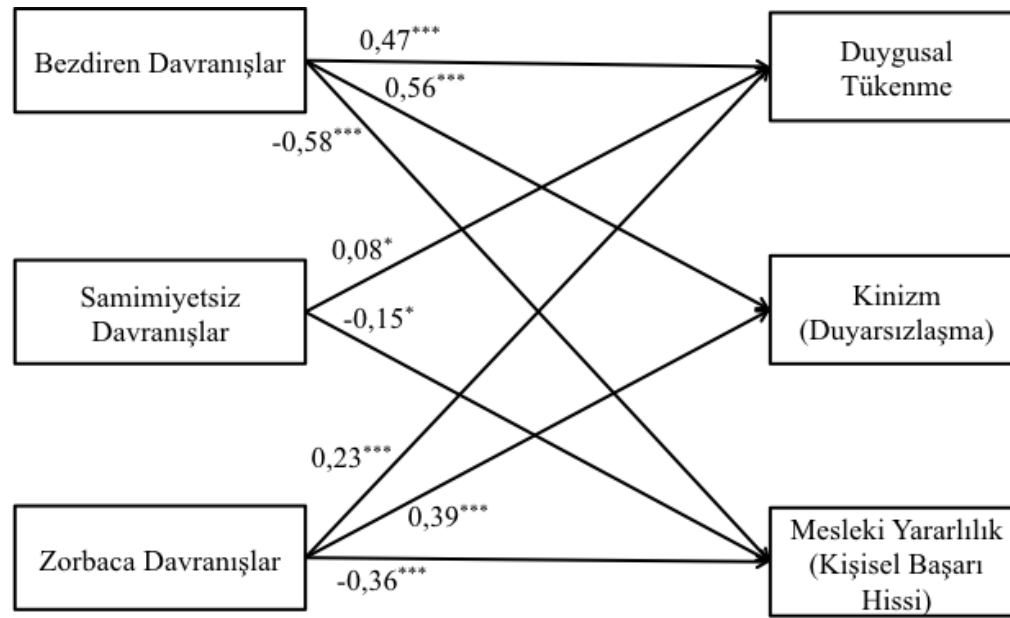 Bezdiren Davranışlar
0,47***
0,56***
-0,58***
Duygusal
Tükenme
Samimiyetsiz
Davranışlar
0,08*
-0,15*
Kinizm
(Duyarsızlaşma)
Zorbaca Davranışlar
0,23***
0,39***
-0,36***
Mesleki Yararlılık
(Kişisel Başarı
Hissi)